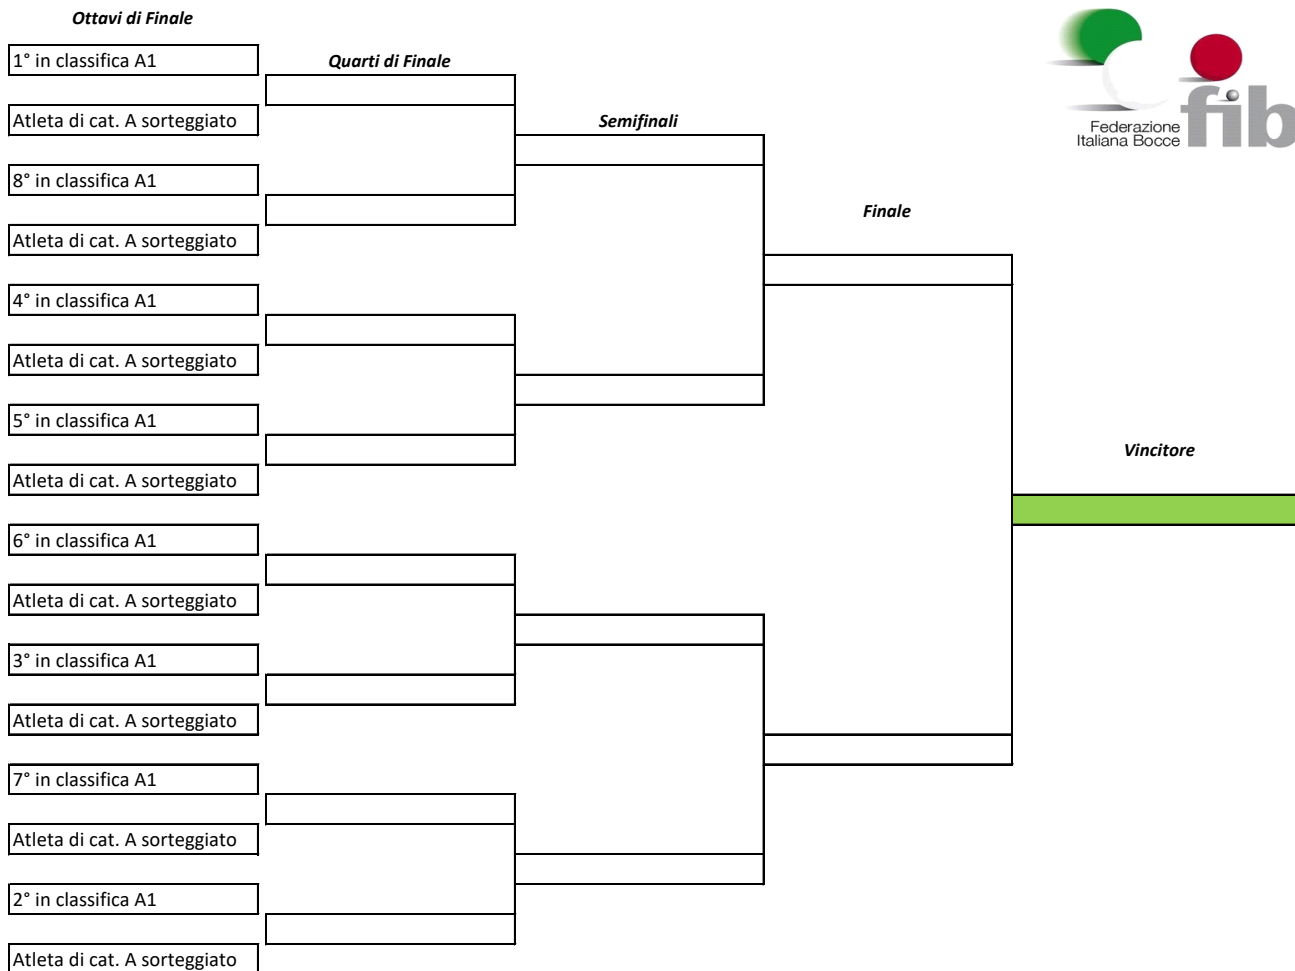 Ottavi di Finale
1° in classifica A1
Quarti di Finale
Atleta di cat. A sorteggiato
Semifinali
8° in classifica A1
Atleta di cat. A sorteggiato
Finale
4° in classifica A1
Atleta di cat. A sorteggiato
5° in classifica A1
Atleta di cat. A sorteggiato
Vincitore
6° in classifica A1
Atleta di cat. A sorteggiato
3° in classifica A1
Atleta di cat. A sorteggiato
7° in classifica A1
Atleta di cat. A sorteggiato
2° in classifica A1
Atleta di cat. A sorteggiato
Federazione
Italiana Bocce
fib